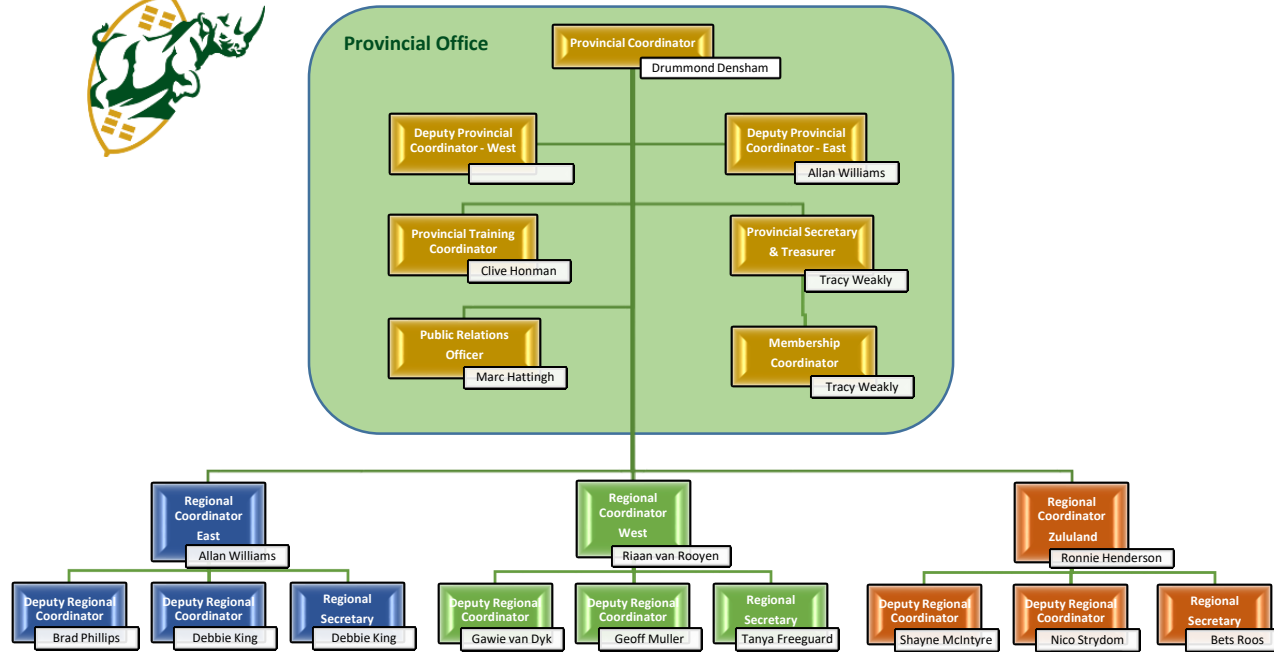 Provincial Office
Provincial Coordinator
Drummond Densham
Deputy Provincial
Coordinator - West
Deputy Provincial
Coordinator - East
Allan Williams
Provincial Training
Coordinator
Clive Honman
Provincial Secretary
& Treasurer
Tracy Weakly
Public Relations
Officer
Marc Hattingh
Membership
Coordinator
Tracy Weakly
Regional
Coordinator
East
Allan Williams
Regional
Coordinator
West
Riaan van Rooyen
Regional
Coordinator
Zululand
Ronnie Henderson
Deputy Regional
Coordinator
Brad Phillips
Deputy Regional
Coordinator
Debbie King
Regional
Secretary
Debbie King
Deputy Regional
Coordinator
Gawie van Dyk
Deputy Regional
Coordinator
Geoff Muller
Regional
Secretary
Tanya Freeguard
Deputy Regional
Coordinator
Shayne McIntyre
Deputy Regional
Coordinator
Nico Strydom
Regional
Secretary
Bets Roos